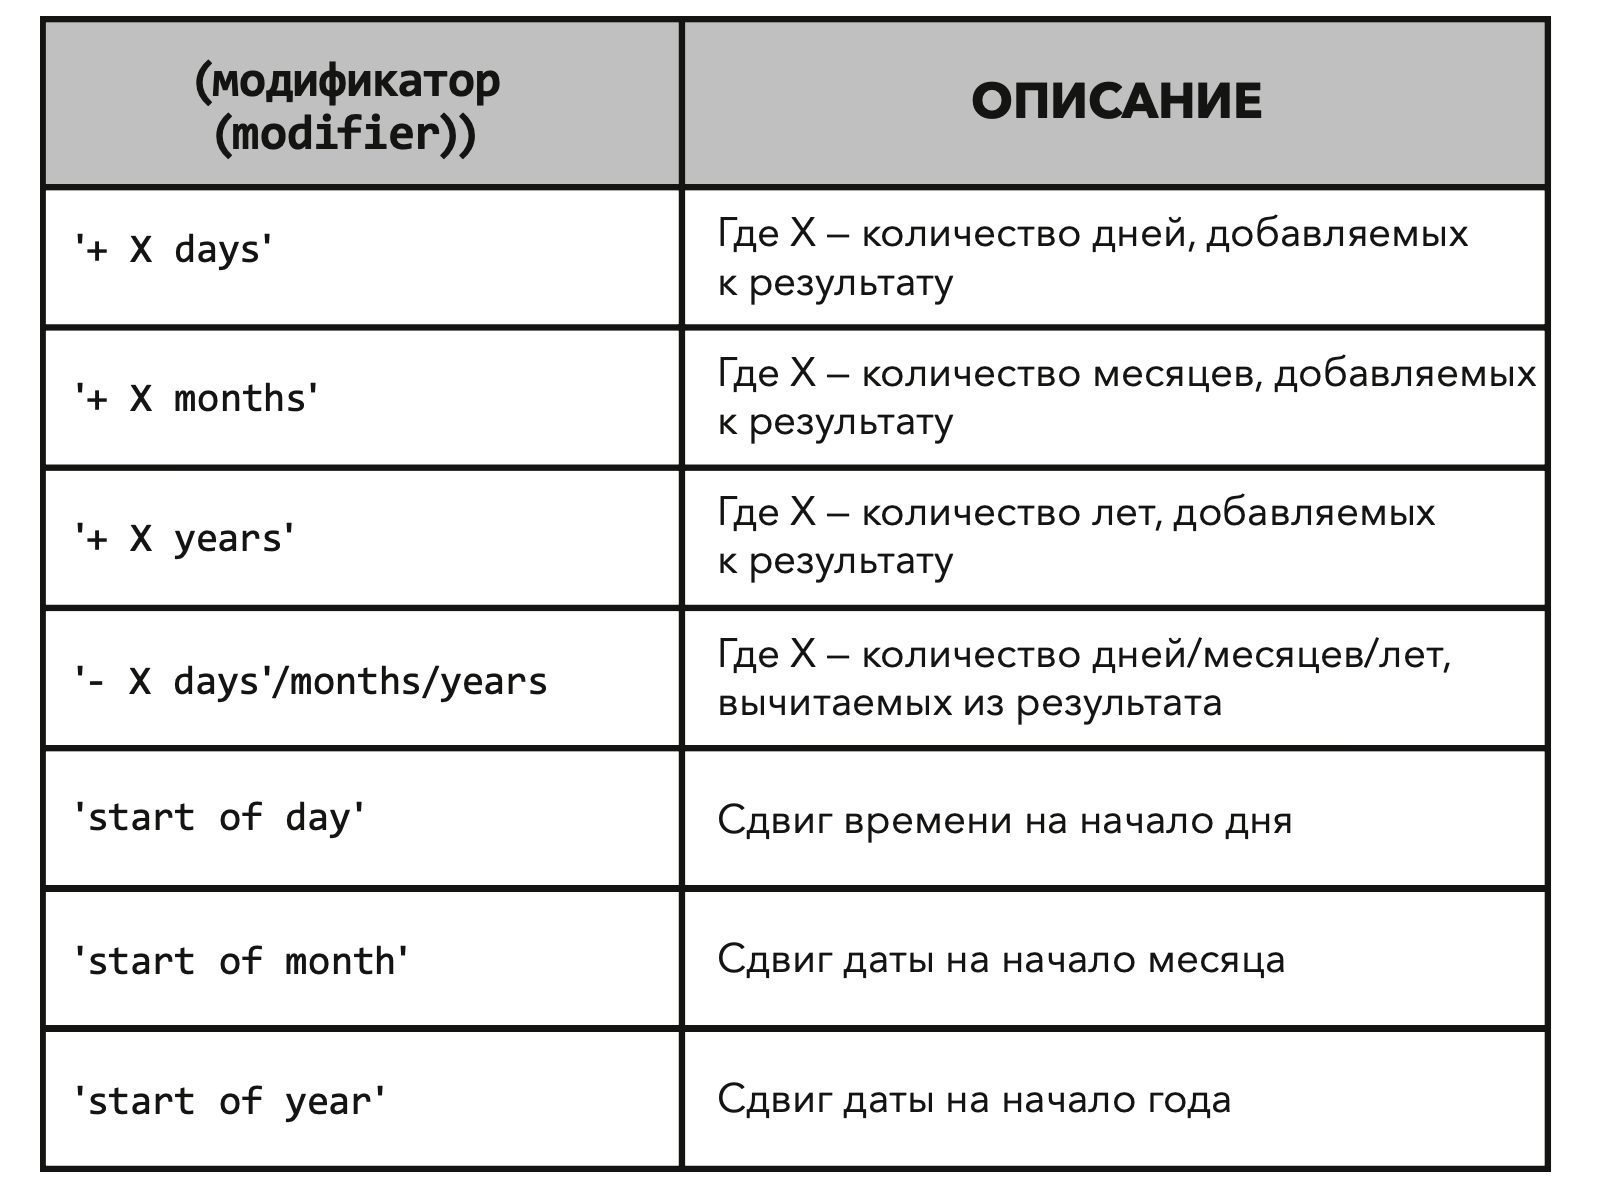 (модификатор
(modifier))
ОПИСАНИЕ
'+ X days'
Где X – количество дней, добавляемых
к результату
'+ X months'
Где X – количество месяцев, добавляемых
к результату
'+ X years'
Где X – количество лет, добавляемых
к результату
'- X days'/months/years
Где X – количество дней/месяцев/лет,
вычитаемых из результата
'start of day'
Сдвиг времени на начало дня
'start of month'
Сдвиг даты на начало месяца
'start of year'
Сдвиг даты на начало года